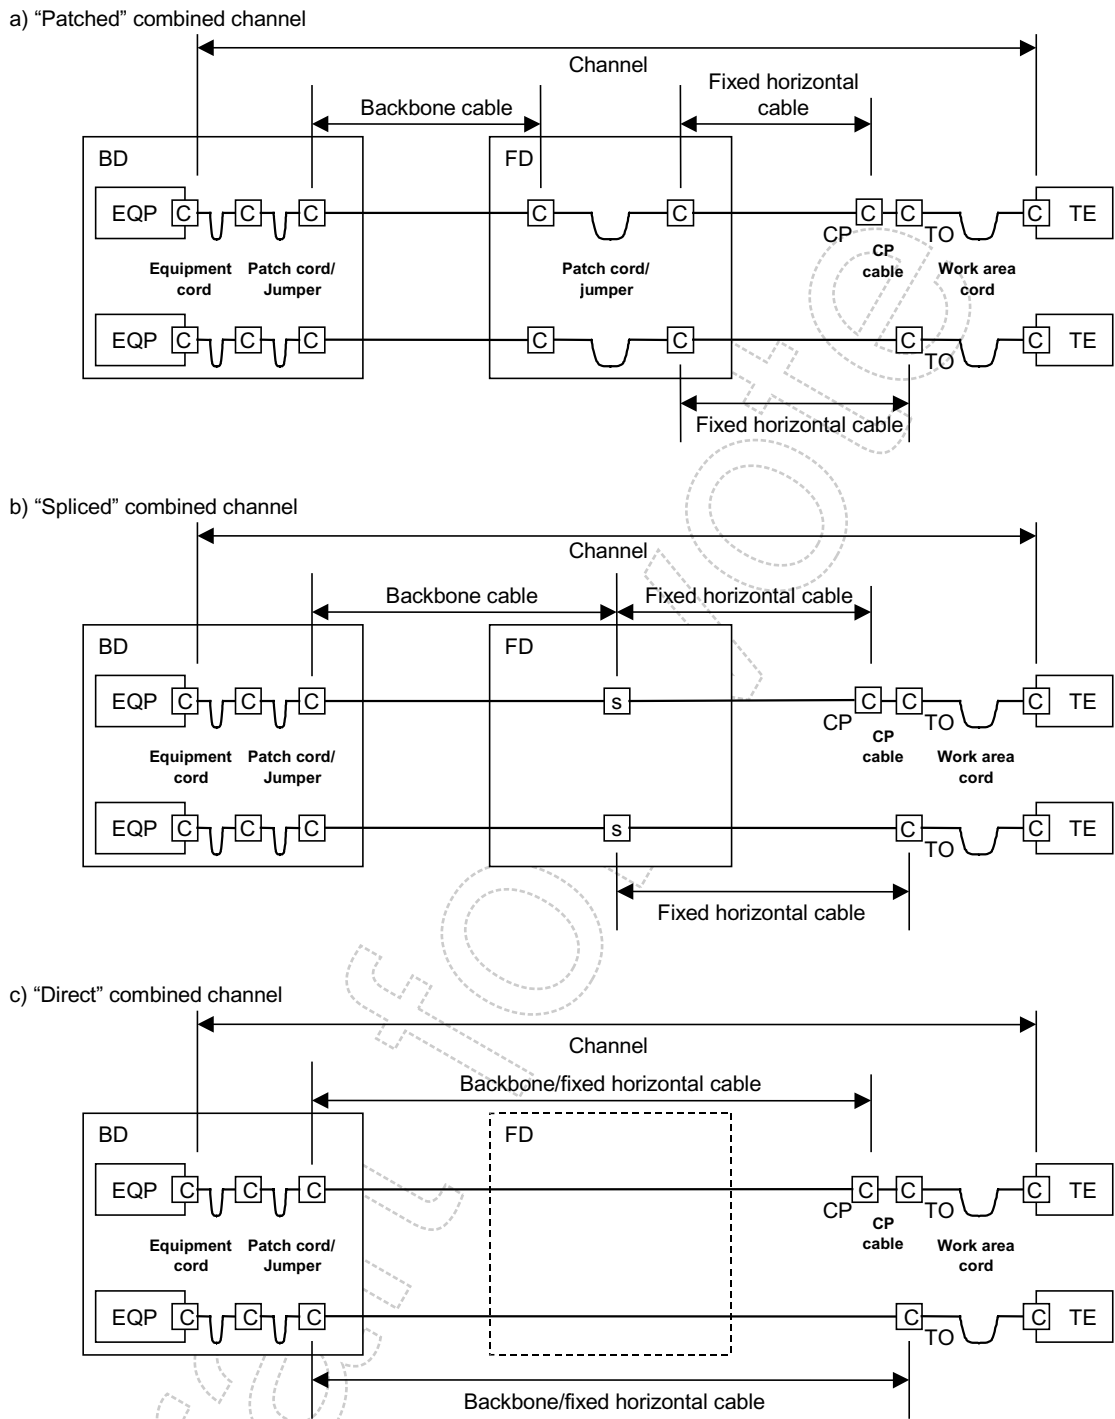 a) “Patched” combined channel
Channel
Backbone cable
Fixed horizontal
cable
BD
FD
EQP C C C C C C C C TE
CP TO
Equipment
cord
Patch cord/
Jumper
Patch cord/
jumper
CP
cable
Work area
cord
EQP C C C C C C C TE
TO
Fixed horizontal cable
b) “Spliced” combined channel
Channel
Backbone cable
Fixed horizontal cable
BD
FD
EQP C C C s C C C TE
CP TO
Equipment
cord
Patch cord/
Jumper
CP
cable
Work area
cord
EQP C C C s C C TE
TO
Fixed horizontal cable
c) “Direct” combined channel
Channel
Backbone/fixed horizontal cable
BD
FD
EQP C C C C C C TE
CP TO
Equipment
cord
Patch cord/
Jumper
CP
cable
Work area
cord
EQP C C C C C TE
TO
Backbone/fixed horizontal cable